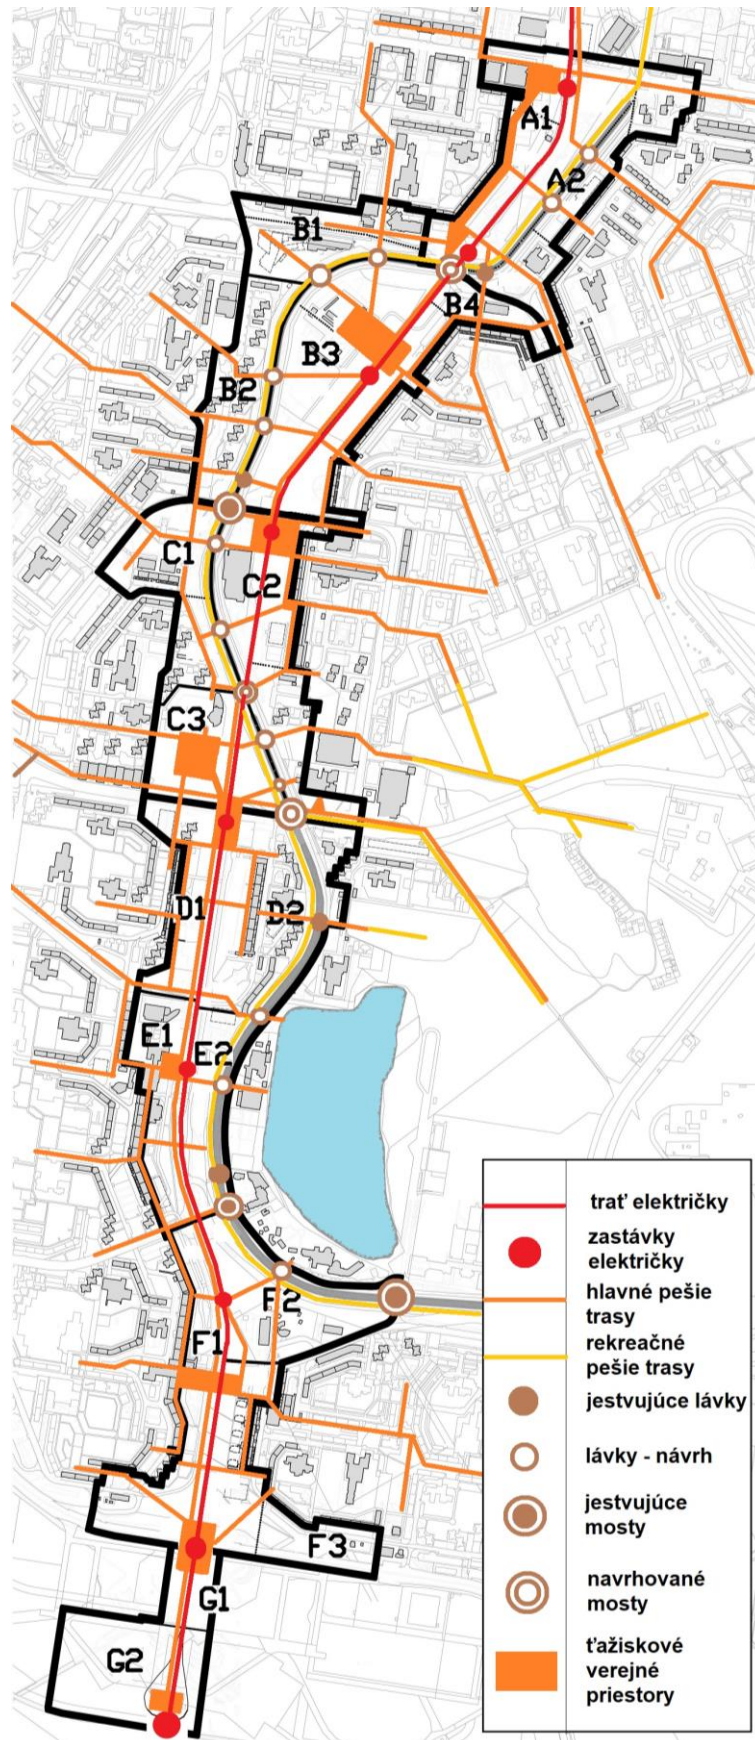 A1
A2
B1
B4
B3
B2
C1
C2
C3
D1
D2
E1
E2
F2
F1
F3
G1
G2
trať električky
zastávky
električky
hlavné pešie
trasy
rekreačné
pešie trasy
jestvujúce lávky
lávky - návrh
jestvujúce
mosty
navrhované
mosty
ťažiskové
verejné
priestory